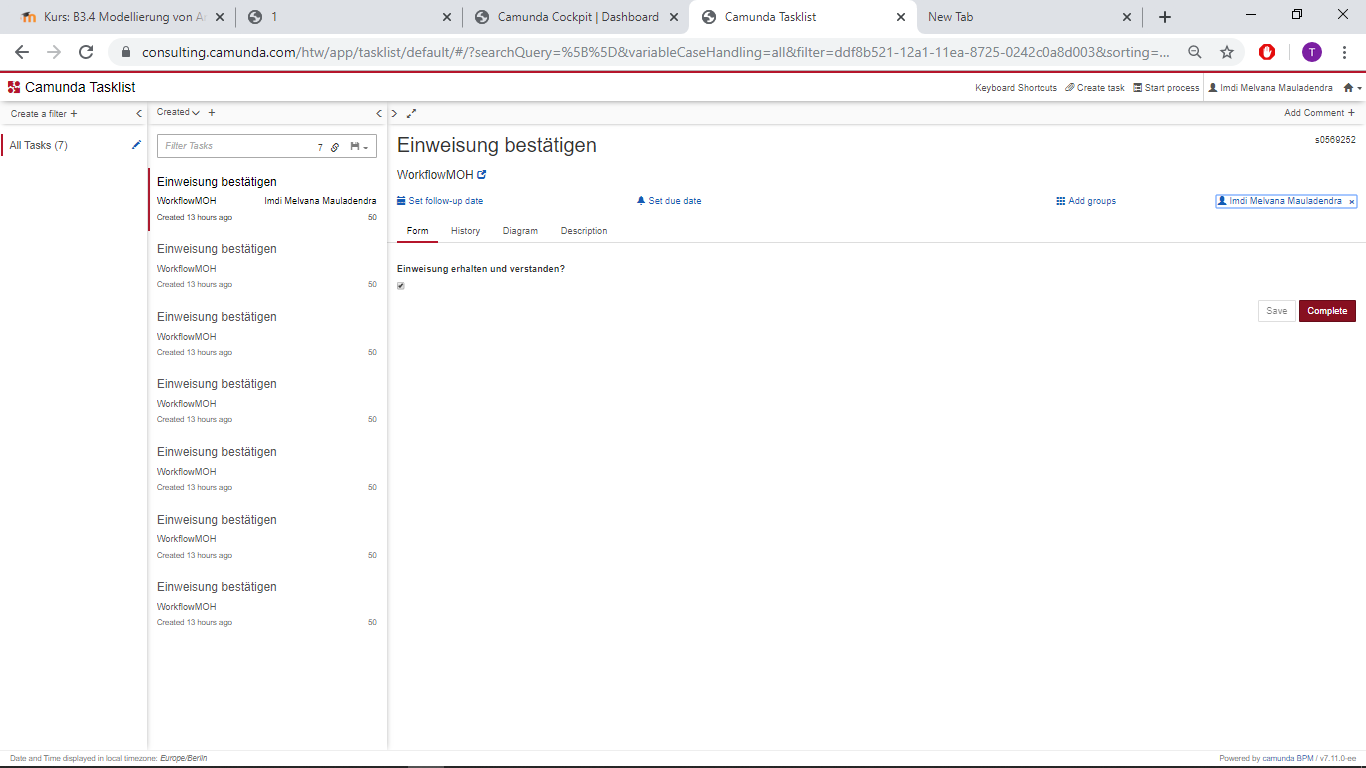 Kurs: B3.4 Modellierung von A
1
Camunda Cockpit | Dashboard
Camunda Tasklist
New Tab
consulting.camunda.com/htw/app/tasklist/default/#/?searchQuery=%5B%5D&variableCaseHandling=all&filter=ddf8b521-12a1-11ea-8725-0242c0a8d003&sorting=...
T
Camunda Tasklist
Keyboard Shortcuts Create task Start process Imdi Melvana Mauladendra
Create a filter +
Created +
Add Comment +
All Tasks (7)
Filter Tasks 7
Einweisung bestätigen
WorkflowMOH Imdi Melvana Mauladendra
Created 13 hours ago 50
Einweisung bestätigen
WorkflowMOH
Created 13 hours ago 50
Einweisung bestätigen
WorkflowMOH
Created 13 hours ago 50
Einweisung bestätigen
WorkflowMOH
Created 13 hours ago 50
Einweisung bestätigen
WorkflowMOH
Created 13 hours ago 50
Einweisung bestätigen
WorkflowMOH
Created 13 hours ago 50
Einweisung bestätigen
WorkflowMOH
Created 13 hours ago 50
Einweisung bestätigen
s0569252
WorkflowMOH
Set follow-up date Set due date Add groups Imdi Melvana Mauladendra ×
Form History Diagram Description
Einweisung erhalten und verstanden?
Save Complete
Date and Time displayed in local timezone: Europe/Berlin
Powered by camunda BPM / v7.11.0-ee